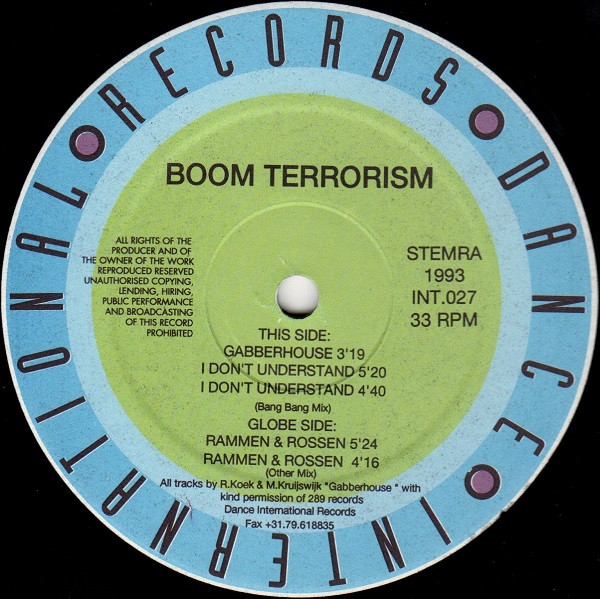 DANCE INTERNATIONAL RECORDS
BOOM TERRORISM
ALL RIGHTS OF THE
PRODUCER AND OF
THE OWNER OF THE WORK
REPRODUCED RESERVED
UNAUTHORISED COPYING,
LENDING, HIRING,
PUBLIC PERFORMANCE
AND BROADCASTING
OF THIS RECORD
PROHIBITED
STEMRA
1993
INT.027
33 RPM
THIS SIDE:
GABBERHOUSE 3'19
I DON'T UNDERSTAND 5'20
I DON'T UNDERSTAND 4'40
(Bang Bang Mix)
GLOBE SIDE:
RAMMEN & ROSSEN 5'24
RAMMEN & ROSSEN 4'16
(Other Mix)
All tracks by R.Koek & M.Kruijswijk "Gabberhouse " with
kind permission of 289 records
Dance International Records
Fax +31.79.618835